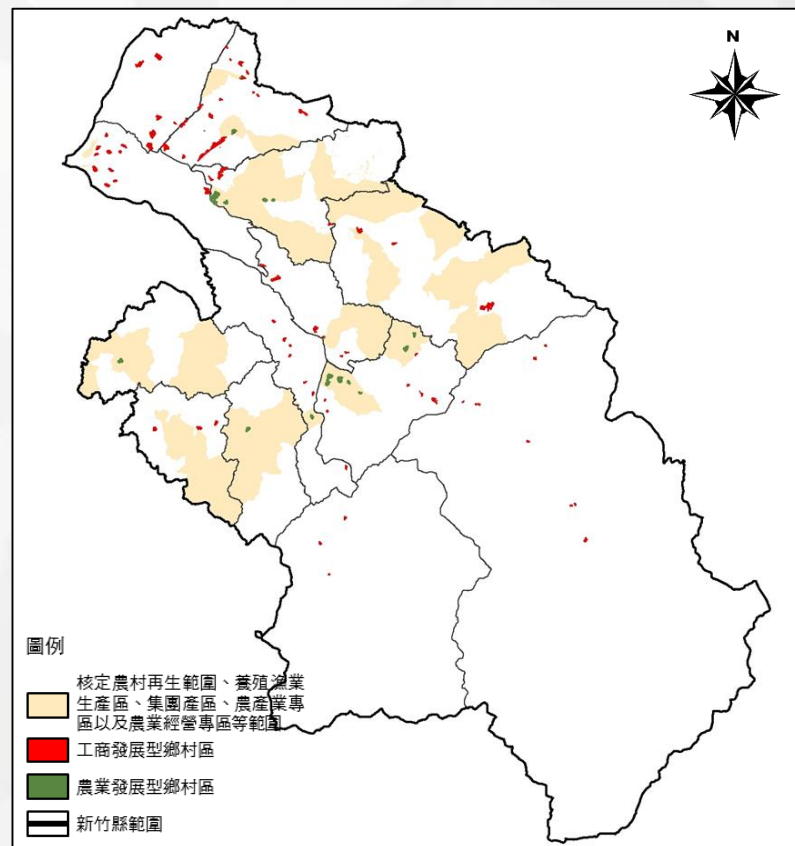 N
圖例
核定農村再生範圍、養殖漁業
生產區、集團產區、農產業專
區以及農業經營專區等範圍
工商發展型鄉村區
農業發展型鄉村區
新竹縣範圍